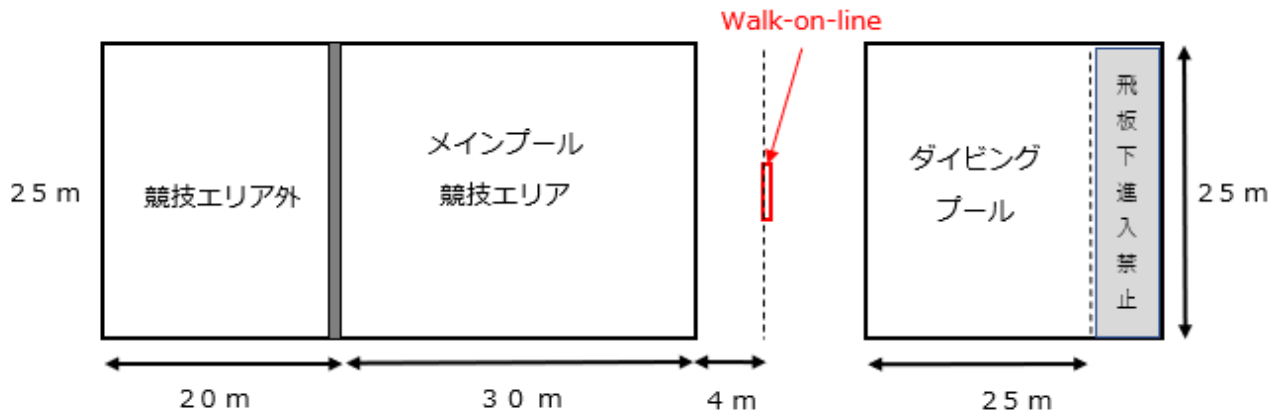 Walk-on-line
25m
競技エリア外
メインプール
競技エリア
ダイビング
プール
飛板下進入禁止
25m
20m
30m
4m
25m